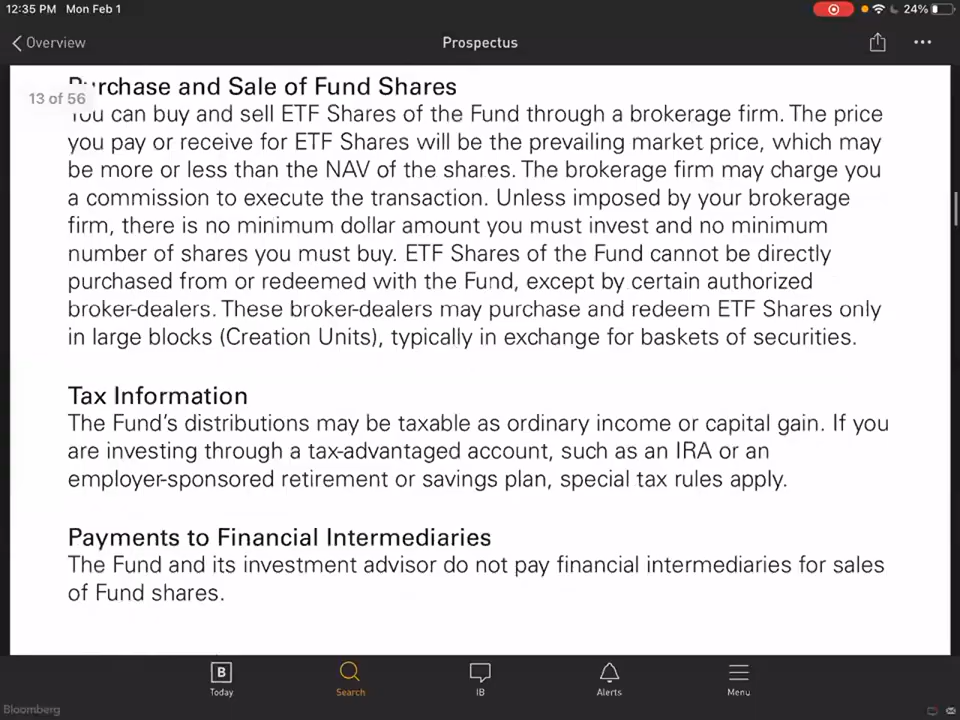 12:35 PM Mon Feb 1
24%
Overview
Prospectus
Purchase and Sale of Fund Shares
13 of 56
You can buy and sell ETF Shares of the Fund through a brokerage firm. The price
you pay or receive for ETF Shares will be the prevailing market price, which may
be more or less than the NAV of the shares. The brokerage firm may charge you
a commission to execute the transaction. Unless imposed by your brokerage
firm, there is no minimum dollar amount you must invest and no minimum
number of shares you must buy. ETF Shares of the Fund cannot be directly
purchased from or redeemed with the Fund, except by certain authorized
broker-dealers. These broker-dealers may purchase and redeem ETF Shares only
in large blocks (Creation Units), typically in exchange for baskets of securities.
Tax Information
The Fund’s distributions may be taxable as ordinary income or capital gain. If you
are investing through a tax-advantaged account, such as an IRA or an
employer-sponsored retirement or savings plan, special tax rules apply.
Payments to Financial Intermediaries
The Fund and its investment advisor do not pay financial intermediaries for sales
of Fund shares.
B
Today
Search
IB
Alerts
Menu
Bloomberg